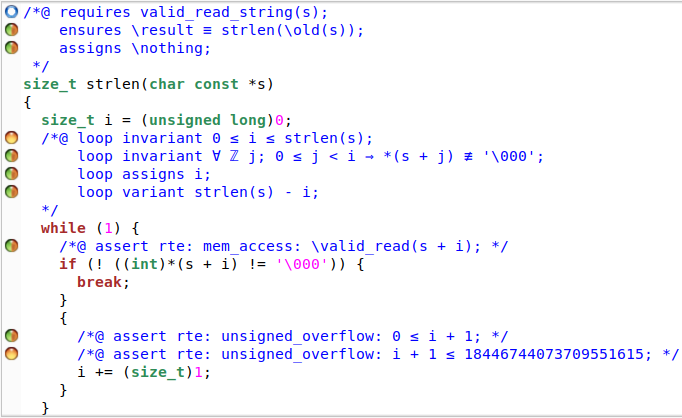 /*@ requires valid_read_string(s);
ensures \result ≡ strlen(\old(s));
assigns \nothing;
*/
size_t strlen(char const *s)
{
size_t i = (unsigned long)0;
/*@ loop invariant 0 ≤ i ≤ strlen(s);
loop invariant ∀ ℤ j; 0 ≤ j < i ⇒ *(s + j) ≢ '\000';
loop assigns i;
loop variant strlen(s) - i;
*/
while (1) {
/*@ assert rte: mem_access: \valid_read(s + i); */
if (! ((int)*(s + i) != '\000')) {
break;
}
{
/*@ assert rte: unsigned_overflow: 0 ≤ i + 1; */
/*@ assert rte: unsigned_overflow: i + 1 ≤ 18446744073709551615; */
i += (size_t)1;
}
}